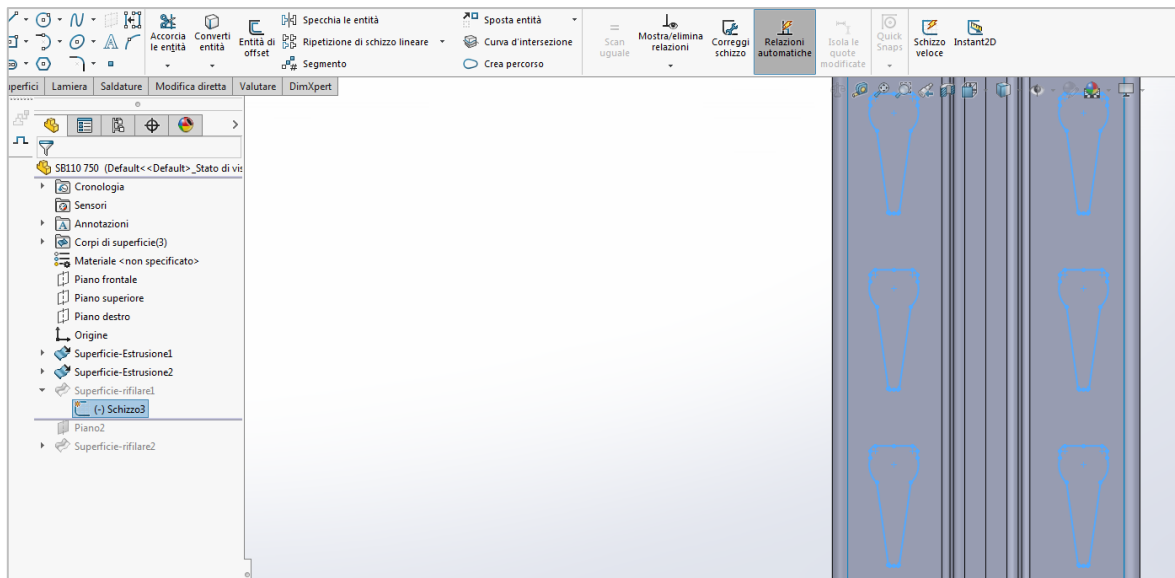 Accorcia le entità
Converti entità
Entità di offset
Specchia le entità
Ripetizione di schizzo lineare
Segmento
Sposta entità
Curva d'intersezione
Crea percorso
Scan uguale
Mostra/elimina relazioni
Correggi schizzo
Relazioni automatiche
Isola le quote modificate
Quick Snaps
Schizzo veloce
Instant2D
uperfici Lamiera Saldature Modifica diretta Valutare DimXpert
SB110 750 (Default<<Default>_Stato di vis
Cronologia
Sensori
Annotazioni
Corpi di superficie(3)
Materiale <non specificato>
Piano frontale
Piano superiore
Piano destro
Origine
Superficie-Estrusione1
Superficie-Estrusione2
Superficie-rifilare1
(-) Schizzo3
Piano2
Superficie-rifilare2